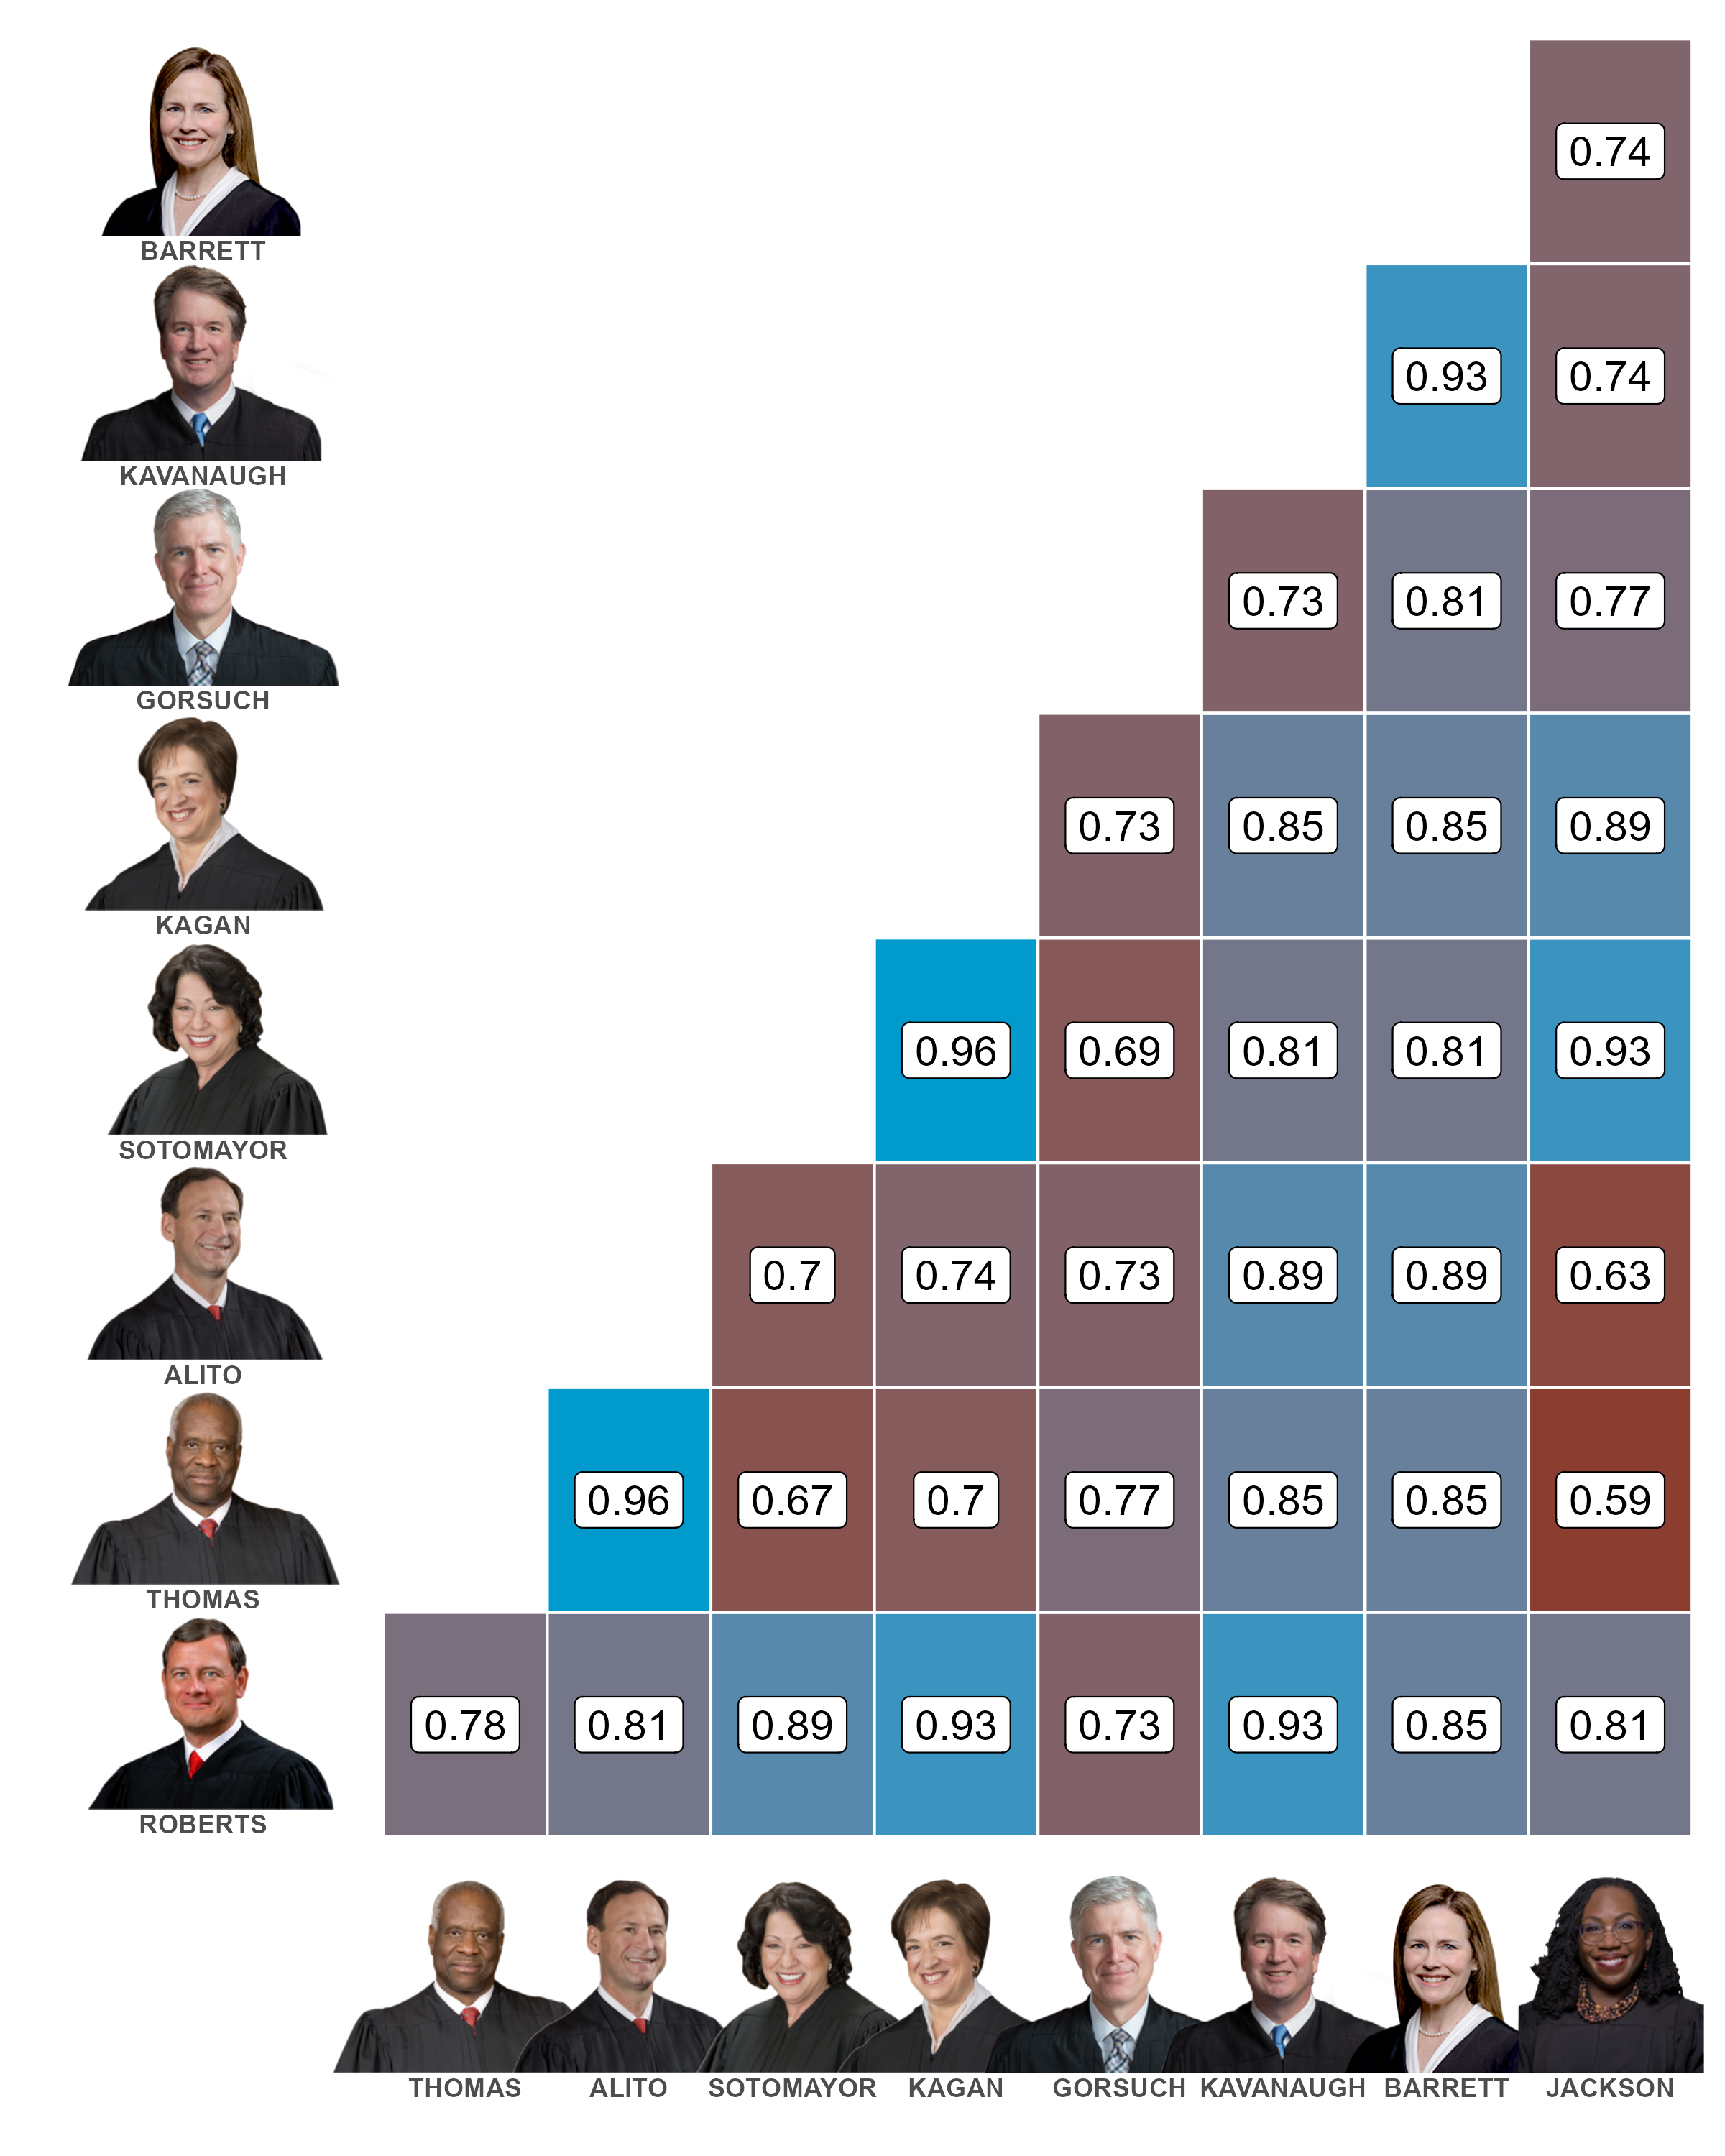 0.74
BARRETT
0.93 0.74
KAVANAUGH
0.73 0.81 0.77
GORSUCH
0.73 0.85 0.85 0.89
KAGAN
0.96 0.69 0.81 0.81 0.93
SOTOMAYOR
0.7 0.74 0.73 0.89 0.89 0.63
ALITO
0.96 0.67 0.7 0.77 0.85 0.85 0.59
THOMAS
0.78 0.81 0.89 0.93 0.73 0.93 0.85 0.81
ROBERTS
THOMAS ALITO SOTOMAYOR KAGAN GORSUCH KAVANAUGH BARRETT JACKSON